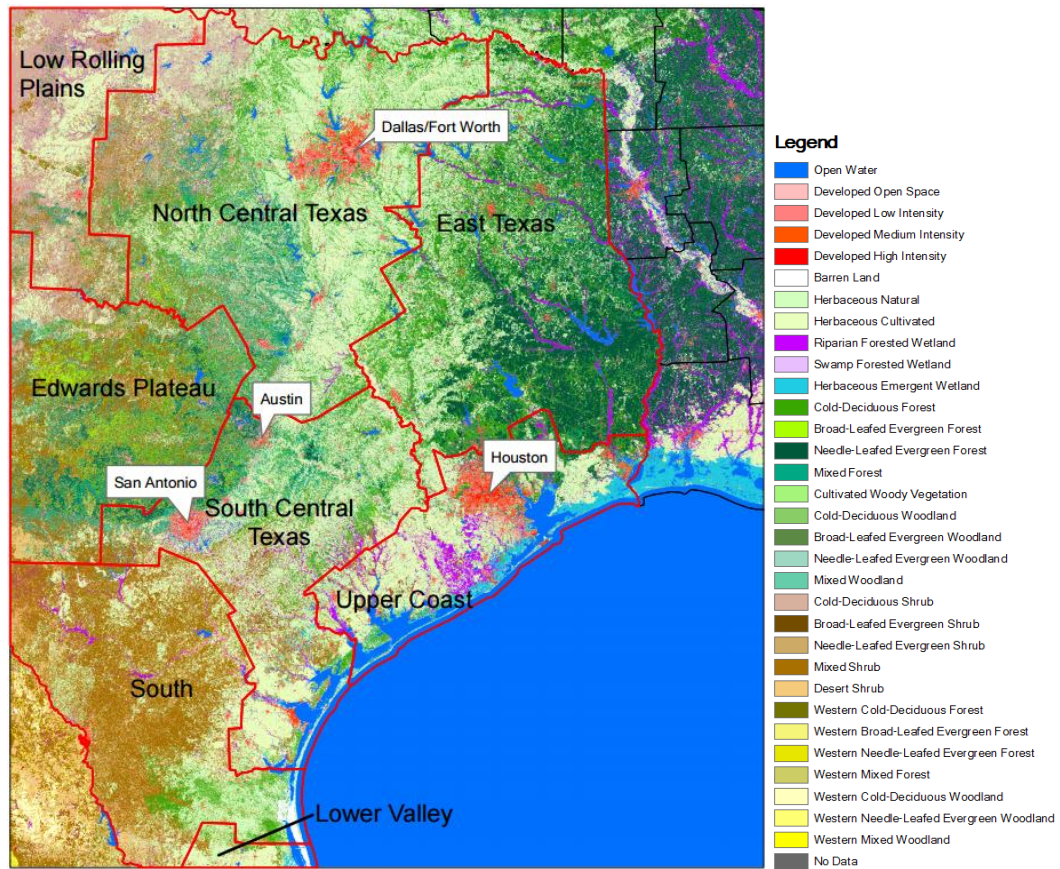 Low Rolling
Plains
Dallas/Fort Worth
North Central Texas
East Texas
Edwards Plateau
Austin
Houston
San Antonio
South Central
Texas
Upper Coast
South
Lower Valley
Legend
Open Water
Developed Open Space
Developed Low Intensity
Developed Medium Intensity
Developed High Intensity
Barren Land
Herbaceous Natural
Herbaceous Cultivated
Riparian Forested Wetland
Swamp Forested Wetland
Herbaceous Emergent Wetland
Cold-Deciduous Forest
Broad-Leafed Evergreen Forest
Needle-Leafed Evergreen Forest
Mixed Forest
Cultivated Woody Vegetation
Cold-Deciduous Woodland
Broad-Leafed Evergreen Woodland
Needle-Leafed Evergreen Woodland
Mixed Woodland
Cold-Deciduous Shrub
Broad-Leafed Evergreen Shrub
Needle-Leafed Evergreen Shrub
Mixed Shrub
Desert Shrub
Western Cold-Deciduous Forest
Western Broad-Leafed Evergreen Forest
Western Needle-Leafed Evergreen Forest
Western Mixed Forest
Western Cold-Deciduous Woodland
Western Needle-Leafed Evergreen Woodland
Western Mixed Woodland
No Data